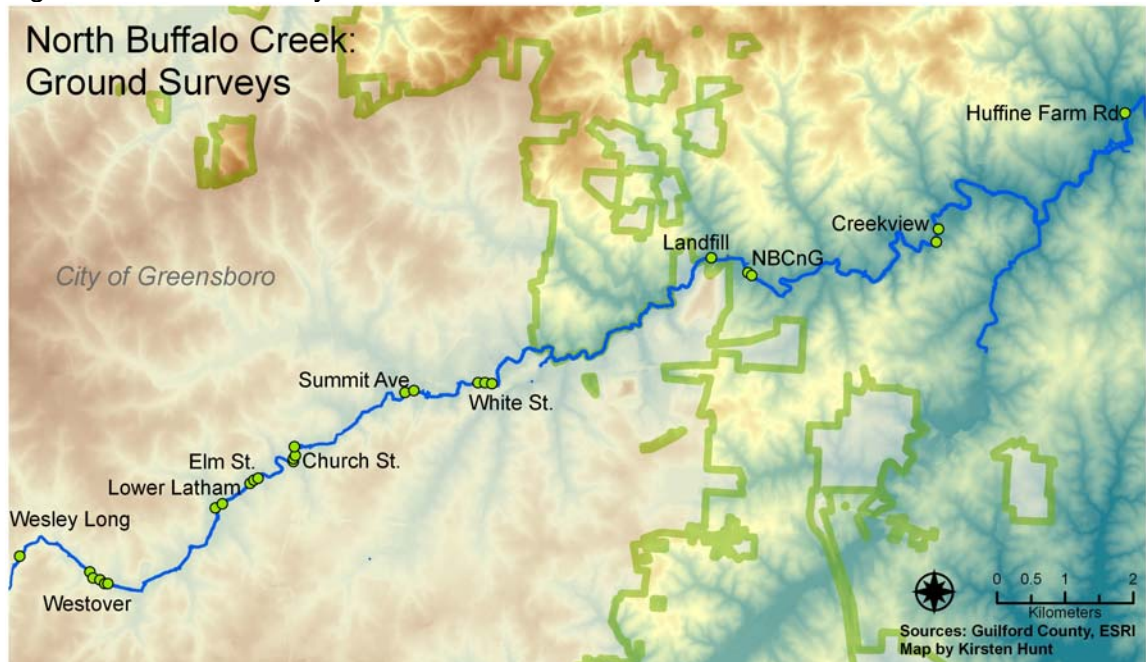 North Buffalo Creek:
Ground Surveys
Huffine Farm Rd.
Creekview
Landfill
NBCnG
City of Greensboro
Summit Ave
White St.
Elm St.
Church St.
Lower Latham
Wesley Long
Westover
0 0.5 1 2
Kilometers
Sources: Guilford County, ESRI
Map by Kirsten Hunt